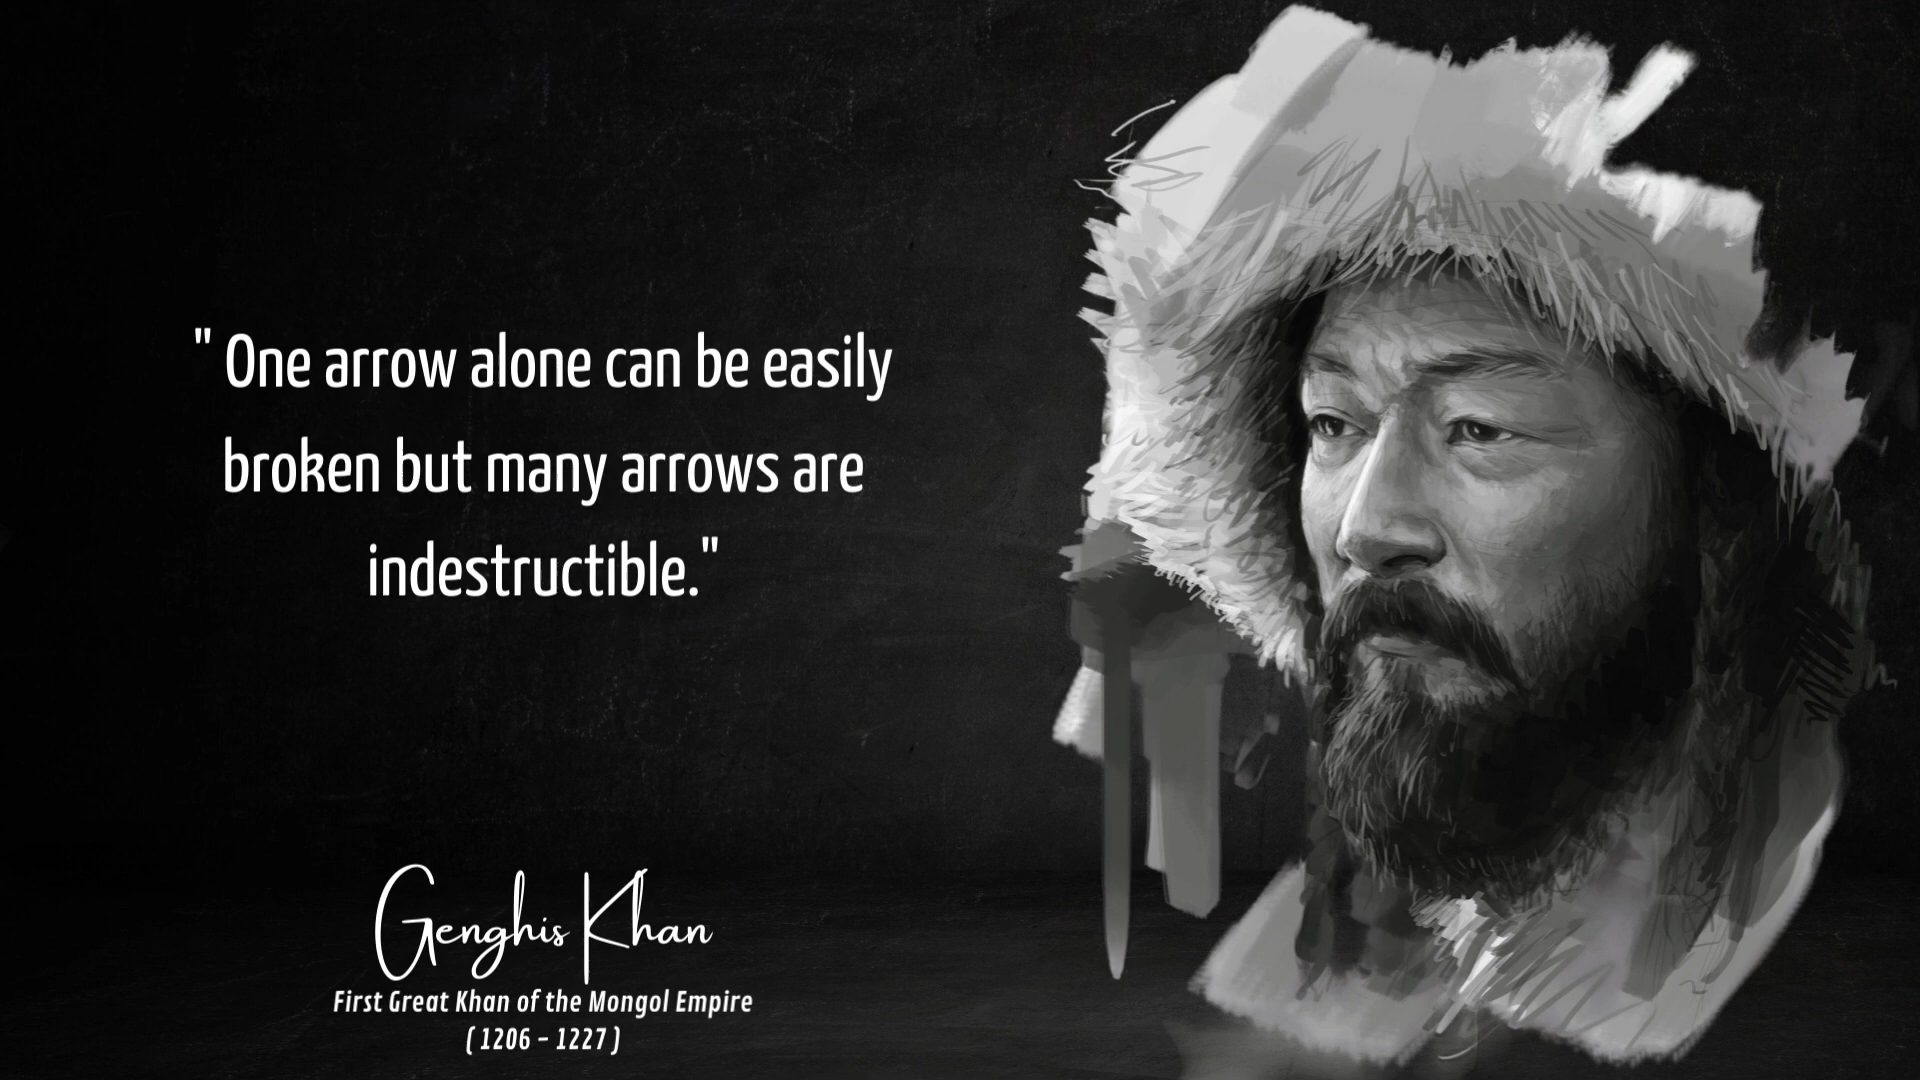 " One arrow alone can be easily
broken but many arrows are
indestructible."
Genghis Khan
First Great Khan of the Mongol Empire
( 1206 – 1227 )